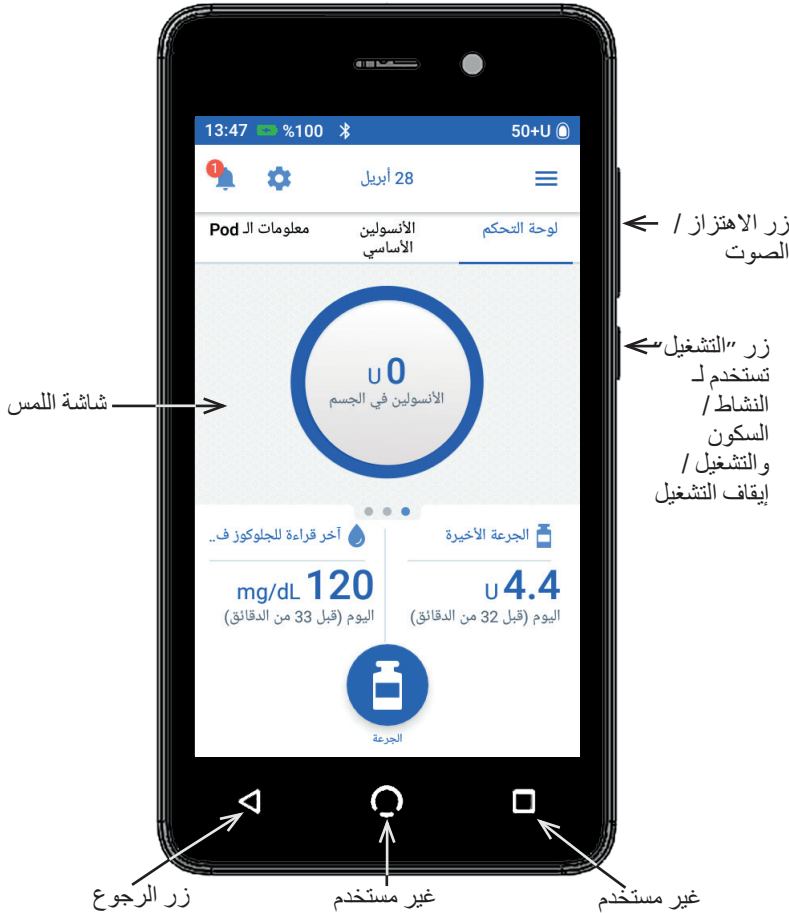 13:47 %100 50+U
1
28 أبريل
لوحة التحكم
الأنسولين
الأساسي
معلومات الـ Pod
U 0
الأنسولين في الجسم
الجرعة الأخيرة
آخر قراءة للجلوكوز ف..
U 4.4
mg/dL 120
اليوم (قبل 32 من الدقائق)
اليوم (قبل 33 من الدقائق)
الجرعة
زر الاهتزاز /
الصوت
زر "التشغيل"
تستخدم لـ
النشاط /
السكون
والتشغيل /
إيقاف التشغيل
شاشة اللمس
غير مستخدم
غير مستخدم
زر الرجوع